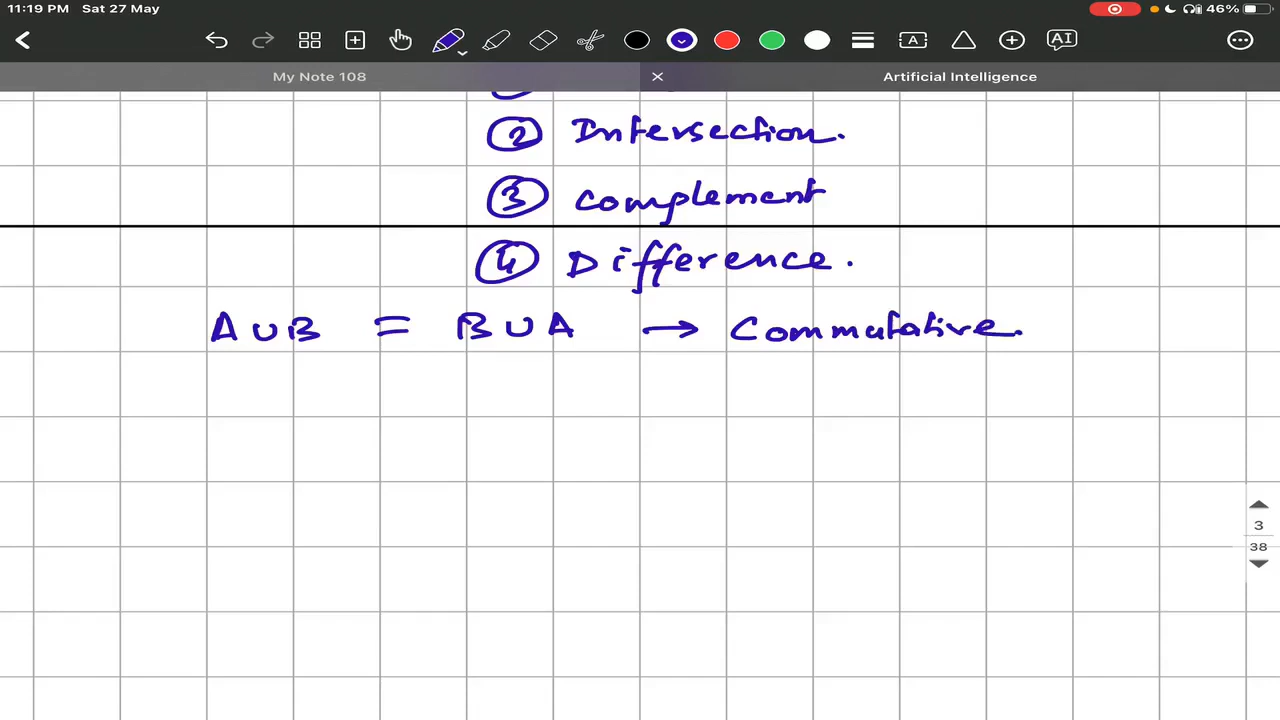 11:19 PM Sat 27 May 46%
A AI
My Note 108 Artificial Intelligence
② Intersection.
③ Complement
④ Difference.
A ∪ B = B ∪ A → Commutative.
3
38